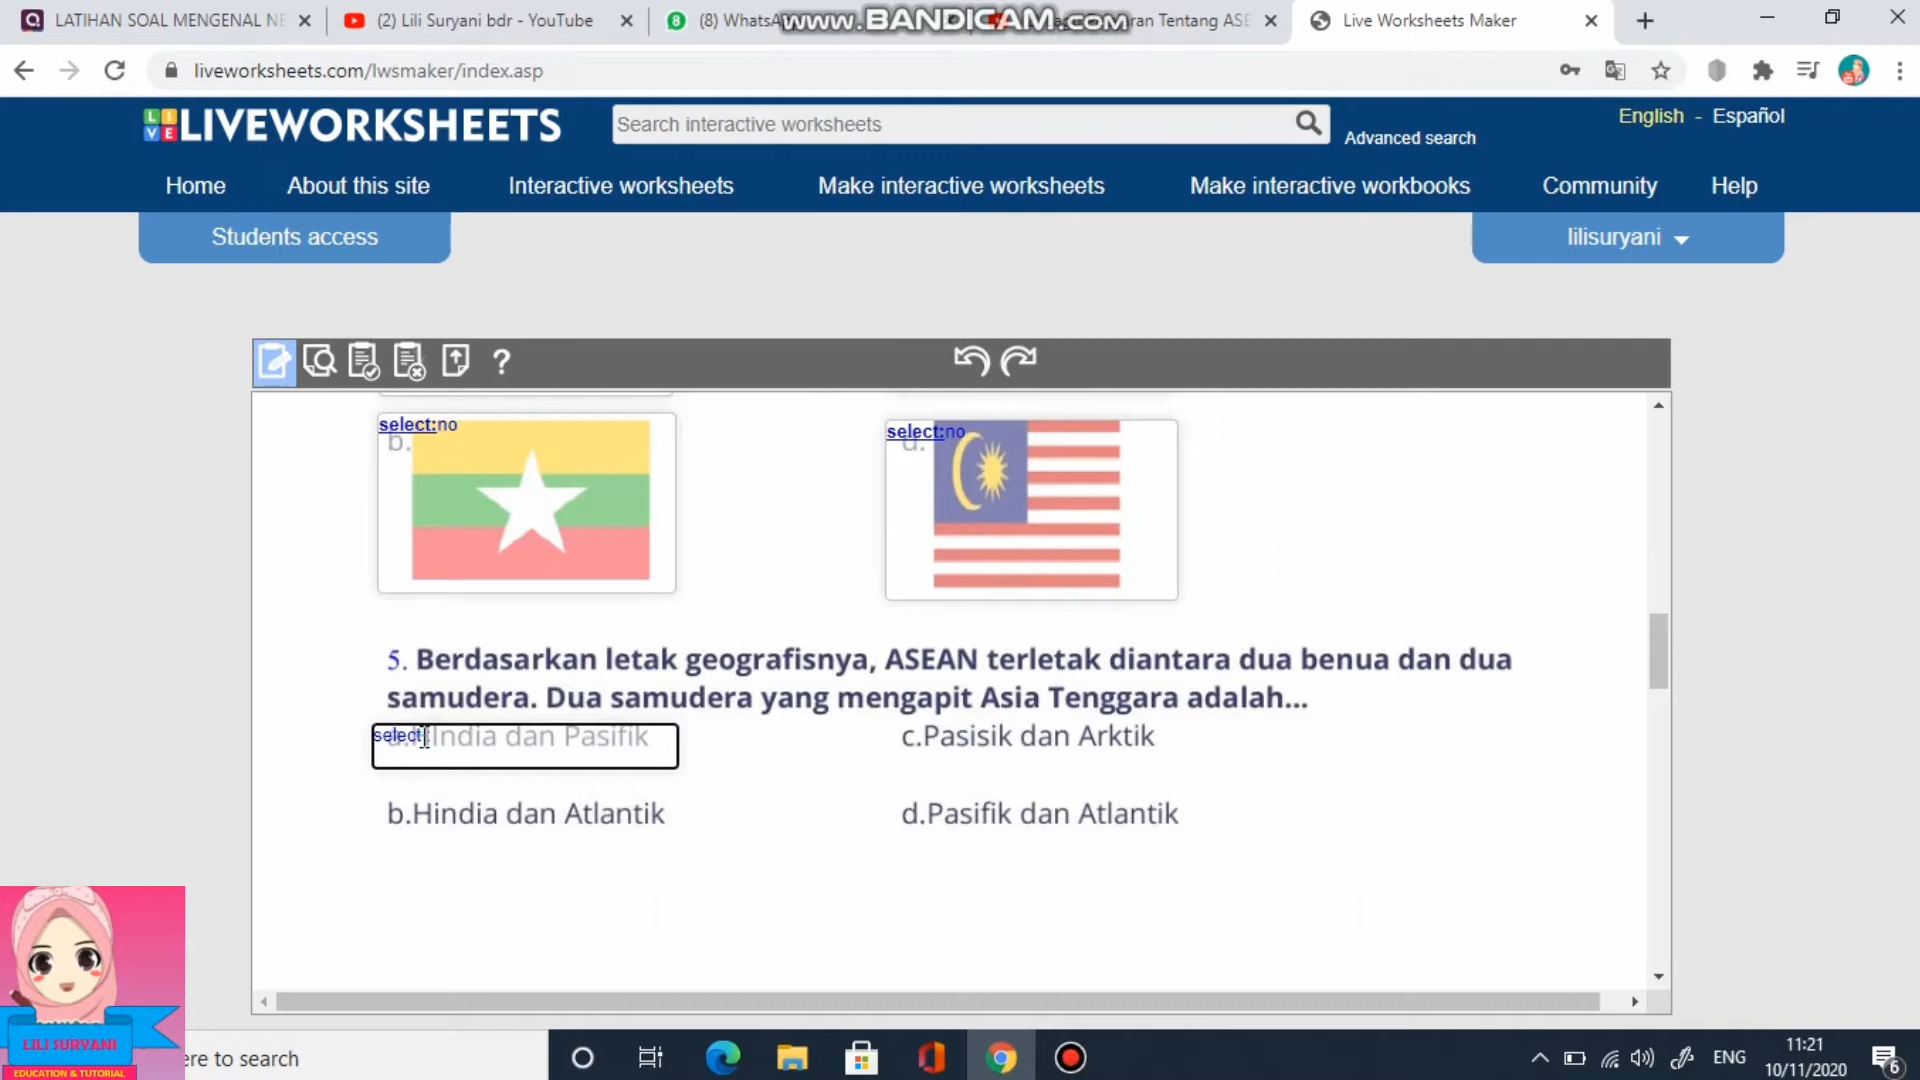 LATIHAN SOAL MENGENAL NE
(2) Lili Suryani bdr - YouTube
(8) WhatsA
www.BANDICAM.com
ran Tentang ASE
Live Worksheets Maker
liveworksheets.com/lwsmaker/index.asp
LIVE
LIVEWORKSHEETS
Search interactive worksheets
Advanced search
English - Español
Home
About this site
Interactive worksheets
Make interactive worksheets
Make interactive workbooks
Community
Help
Students access
lilisuryani
?
select:no
b.
select:no
d.
5. Berdasarkan letak geografisnya, ASEAN terletak diantara dua benua dan dua
samudera. Dua samudera yang mengapit Asia Tenggara adalah...
select
India dan Pasifik
c.Pasisik dan Arktik
b.Hindia dan Atlantik
d.Pasifik dan Atlantik
LILI SURYANI
EDUCATION & TUTORIAL
ere to search
ENG
11:21
10/11/2020
6